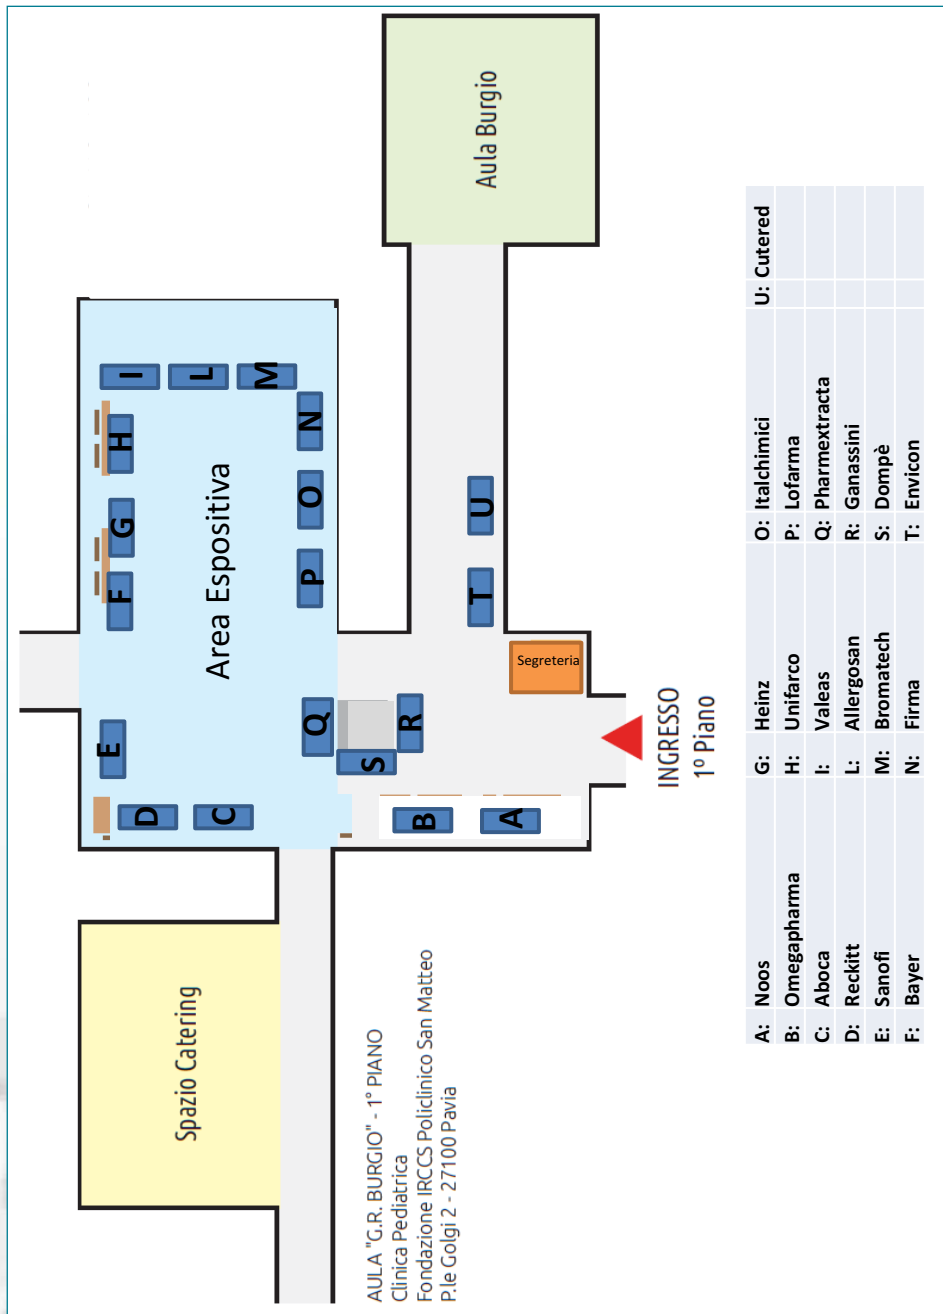 Spazio Catering
Area Espositiva
Aula Burgio
E
D
C
F
G
H
I
L
M
N
O
P
Q
R
S
B
A
T
U
Segreteria
INGRESSO
1º Piano
AULA "G.R. BURGIO" - 1° PIANO
Clinica Pediatrica
Fondazione IRCCS Policlinico San Matteo
P.le Golgi 2 - 27100 Pavia
A: Noos G: Heinz O: Italchimici U: Cutered
B: Omegapharma H: Unifarco P: Lofarma
C: Aboca I: Valeas Q: Pharmextracta
D: Reckitt L: Allergosan R: Ganassini
E: Sanofi M: Bromatech S: Dompè
F: Bayer N: Firma T: Envicon